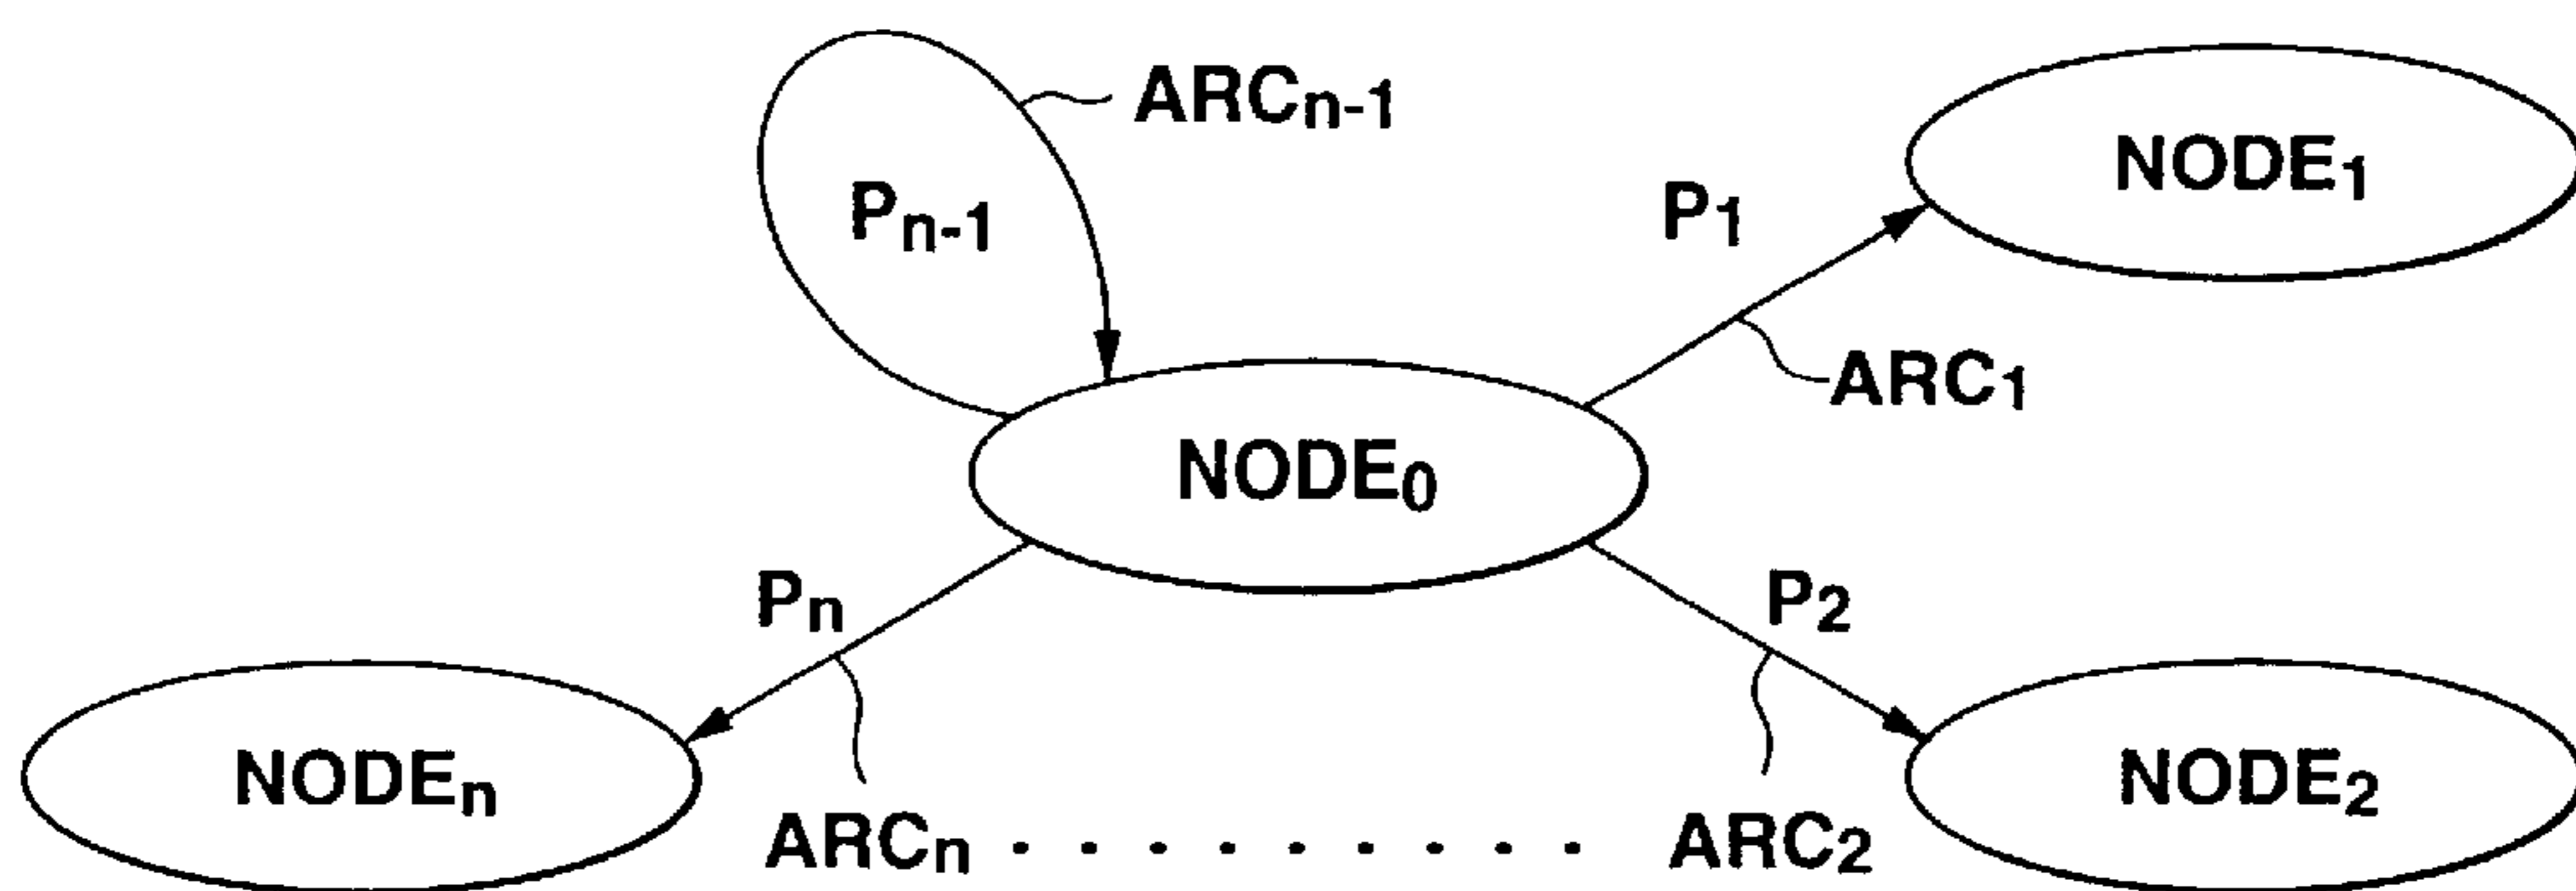 ARCn-1
NODE1
Pn-1
P1
ARC1
NODE0
Pn
P2
NODEn
NODE2
ARCn . . . . . . . . . ARC2